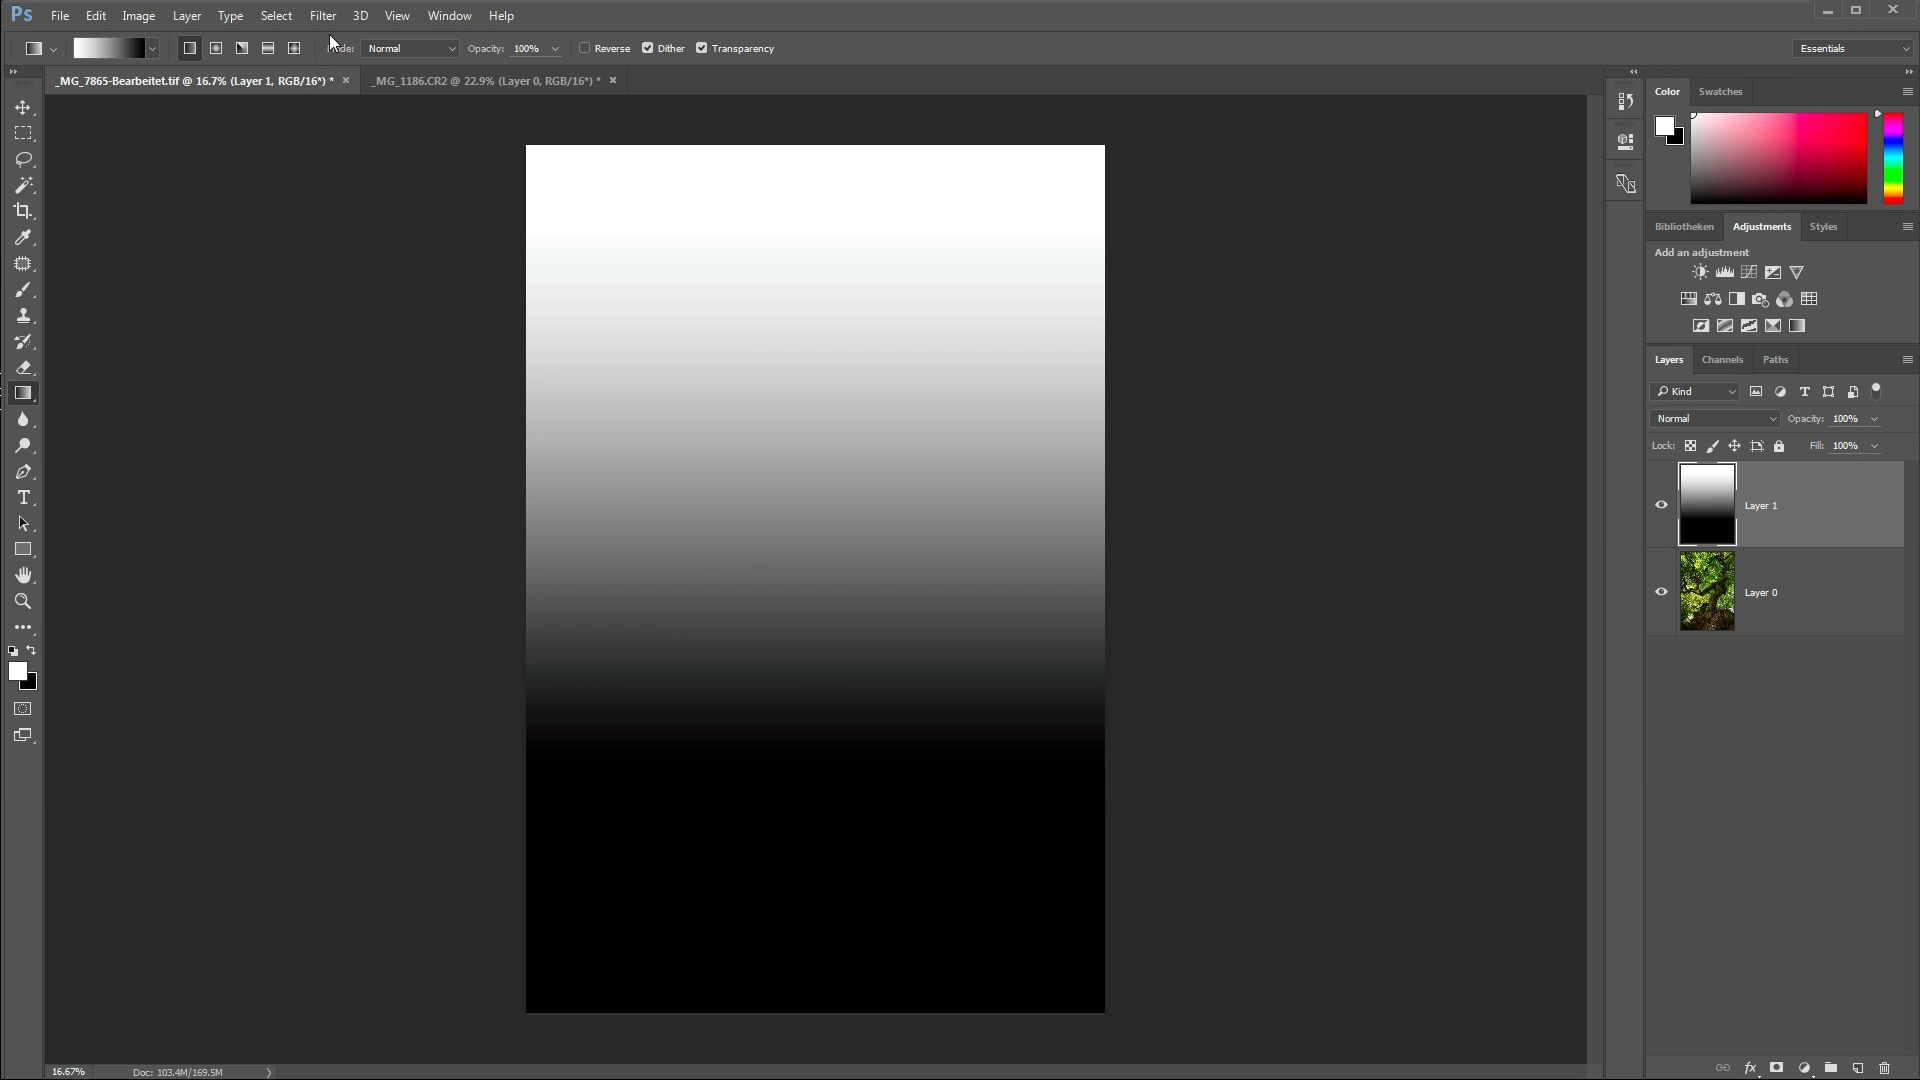 Ps File Edit Image Layer Type Select Filter 3D View Window Help
Normal Opacity: 100% Reverse Dither Transparency Essentials
_MG_7865-Bearbeitet.tif @ 16.7% (Layer 1, RGB/16*) * _MG_1186.CR2 @ 22.9% (Layer 0, RGB/16*) *
Color Swatches
Bibliotheken Adjustments Styles
Add an adjustment
Layers Channels Paths
Kind
Normal Opacity: 100%
Lock: Fill: 100%
Layer 1
Layer 0
16.67% Doc: 103.4M/169.5M